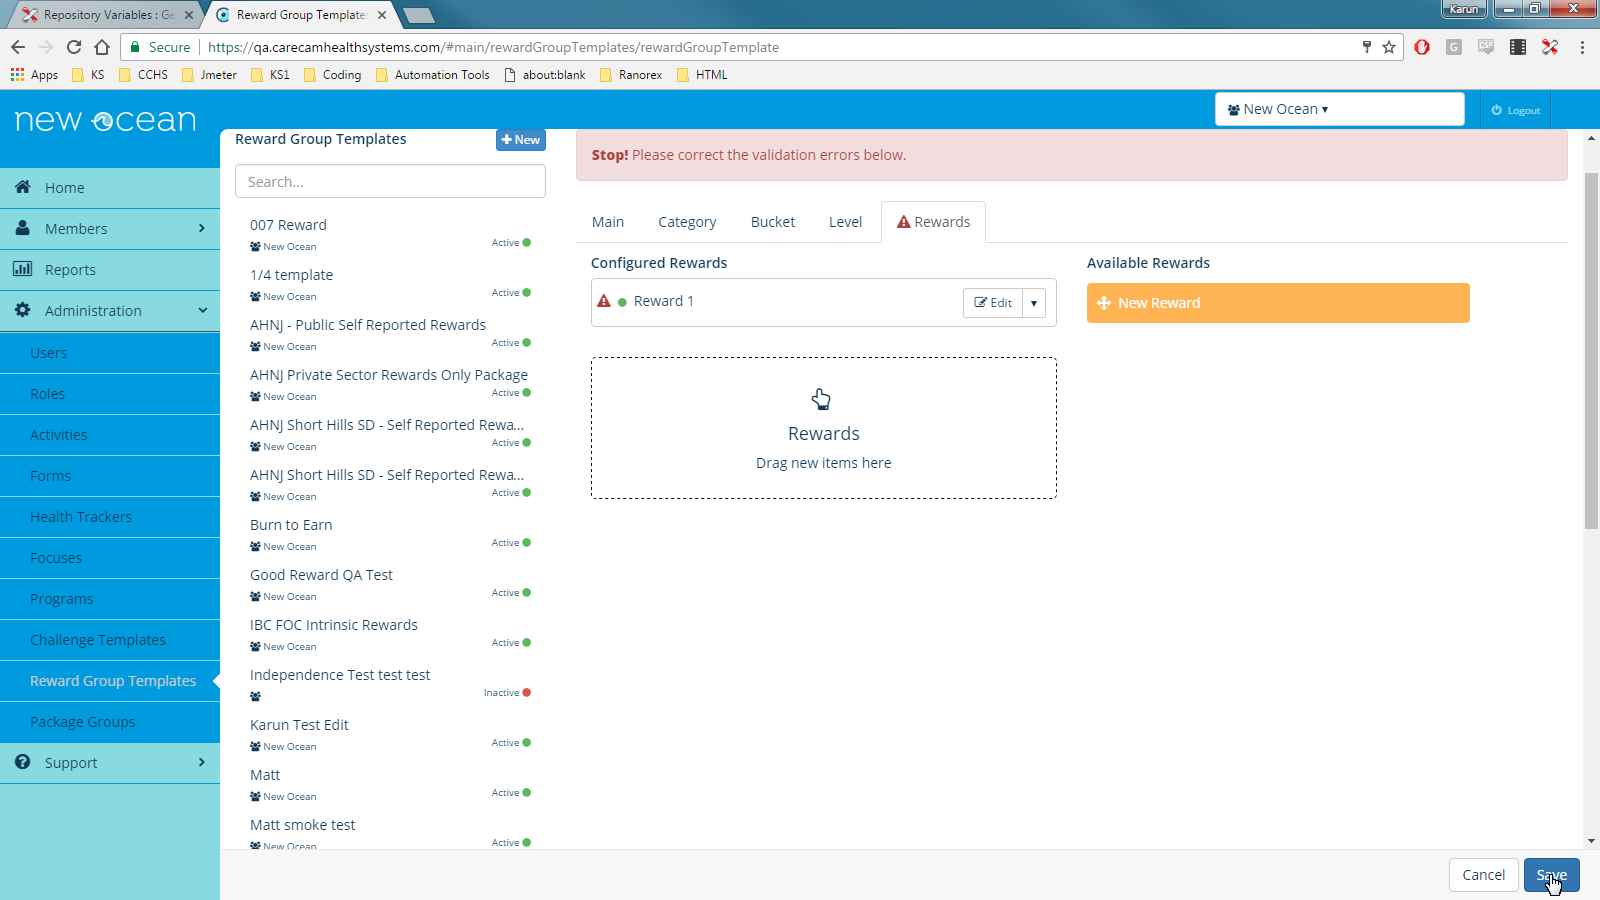 Repository Variables : Ge
Reward Group Template
Karun
Secure
https://qa.carecamhealthsystems.com/#main/rewardGroupTemplates/rewardGroupTemplate
Apps
KS
CCHS
Jmeter
KS1
Coding
Automation Tools
about:blank
Ranorex
HTML
new ocean
New Ocean
Logout
Home
Members
Reports
Administration
Users
Roles
Activities
Forms
Health Trackers
Focuses
Programs
Challenge Templates
Reward Group Templates
Package Groups
Support
Reward Group Templates
New
Search...
007 Reward
New Ocean
Active
1/4 template
New Ocean
Active
AHNJ - Public Self Reported Rewards
New Ocean
Active
AHNJ Private Sector Rewards Only Package
New Ocean
Active
AHNJ Short Hills SD - Self Reported Rewa...
New Ocean
Active
AHNJ Short Hills SD - Self Reported Rewa...
New Ocean
Active
Burn to Earn
New Ocean
Active
Good Reward QA Test
New Ocean
Active
IBC FOC Intrinsic Rewards
New Ocean
Active
Independence Test test test
Inactive
Karun Test Edit
New Ocean
Active
Matt
New Ocean
Active
Matt smoke test
New Ocean
Active
Stop! Please correct the validation errors below.
Main
Category
Bucket
Level
Rewards
Configured Rewards
Reward 1
Edit
Rewards
Drag new items here
Available Rewards
New Reward
Cancel
Save